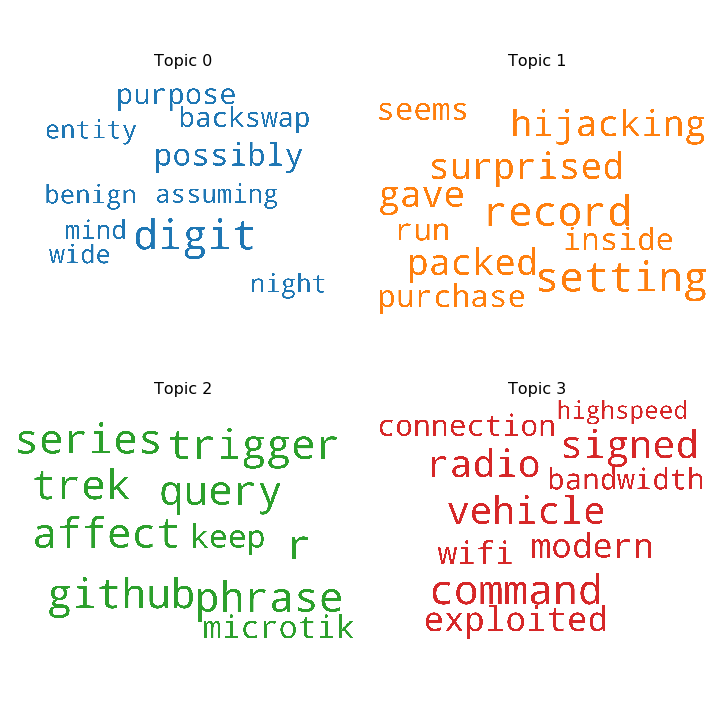 Topic 0
purpose
backswap
entity
possibly
benign assuming
mind digit
wide
night
Topic 1
seems
hijacking
surprised
gave
record
run
inside
packed
setting
purchase
Topic 2
series trigger
trek query
affect keep r
github phrase
microtik
Topic 3
highspeed
connection
signed
radio
bandwidth
vehicle
wifi modern
command
exploited